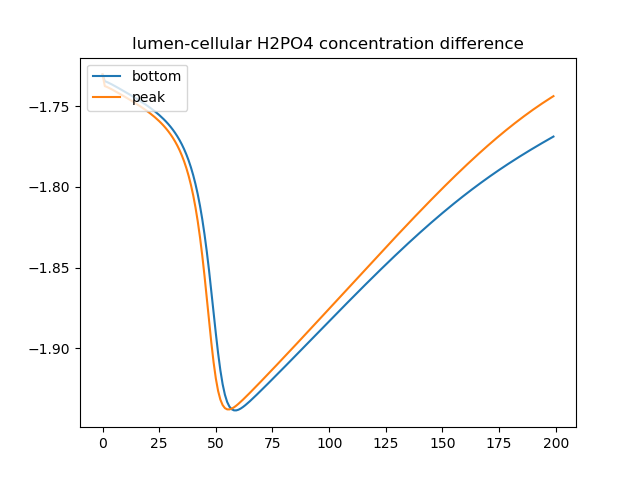 lumen-cellular H2PO4 concentration difference
bottom
peak
−1.75
−1.80
−1.85
−1.90
0 25 50 75 100 125 150 175 200